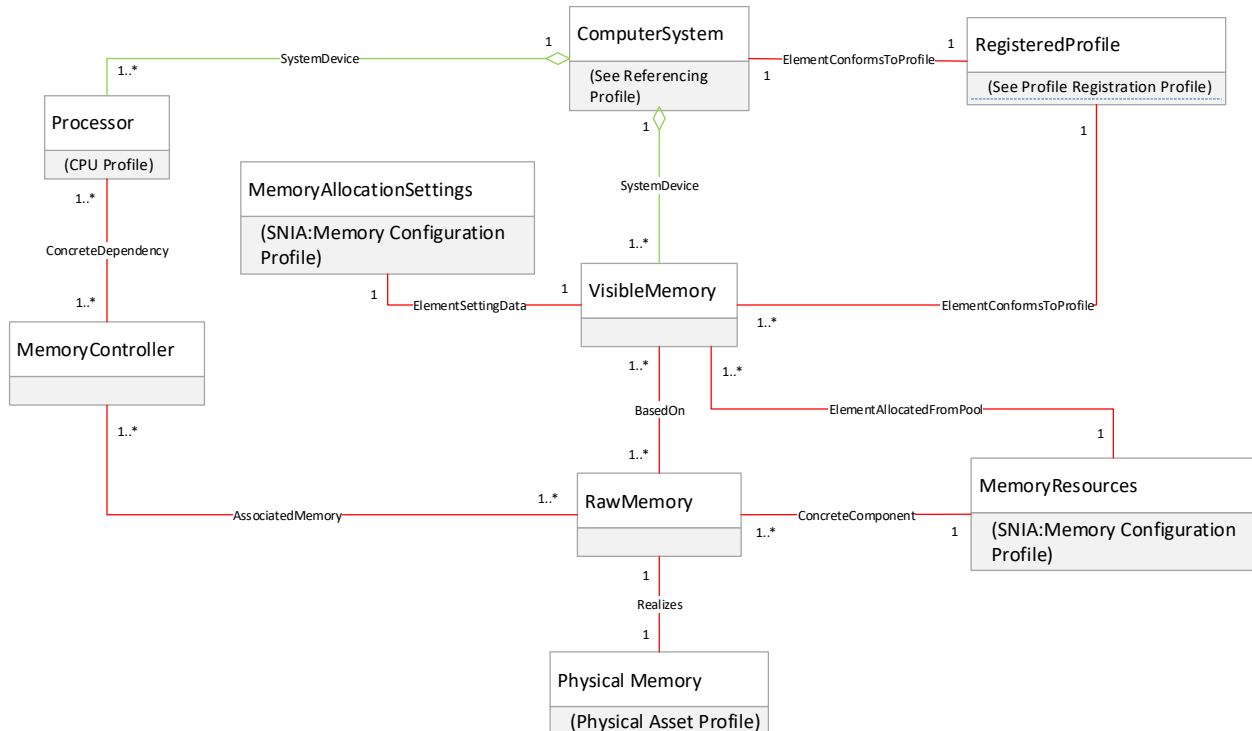 ComputerSystem
(See Referencing
Profile)
1
SystemDevice
1..*
1
ElementConformsToProfile
1
RegisteredProfile
(See Profile Registration Profile)
1
Processor
(CPU Profile)
1..*
ConcreteDependency
1..*
MemoryAllocationSettings
(SNIA:Memory Configuration
Profile)
1
SystemDevice
1..*
1
ElementSettingData
1
VisibleMemory
1..*
ElementConformsToProfile
MemoryController
1..*
1..*
BasedOn
1..*
1..*
ElementAllocatedFromPool
1
AssociatedMemory
1..*
RawMemory
1..*
ConcreteComponent
1
MemoryResources
(SNIA:Memory Configuration
Profile)
1
Realizes
1
Physical Memory
(Physical Asset Profile)